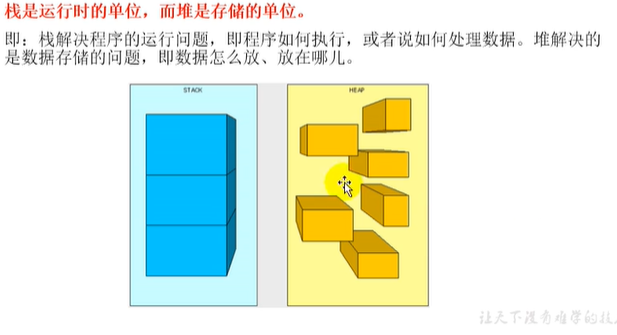 栈是运行时的单位，而堆是存储的单位。
即：栈解决程序的运行问题，即程序如何执行，或者说如何处理数据。堆解决的
是数据存储的问题，即数据怎么放、放在哪儿。
STACK
HEAP
让天下没有难学的技